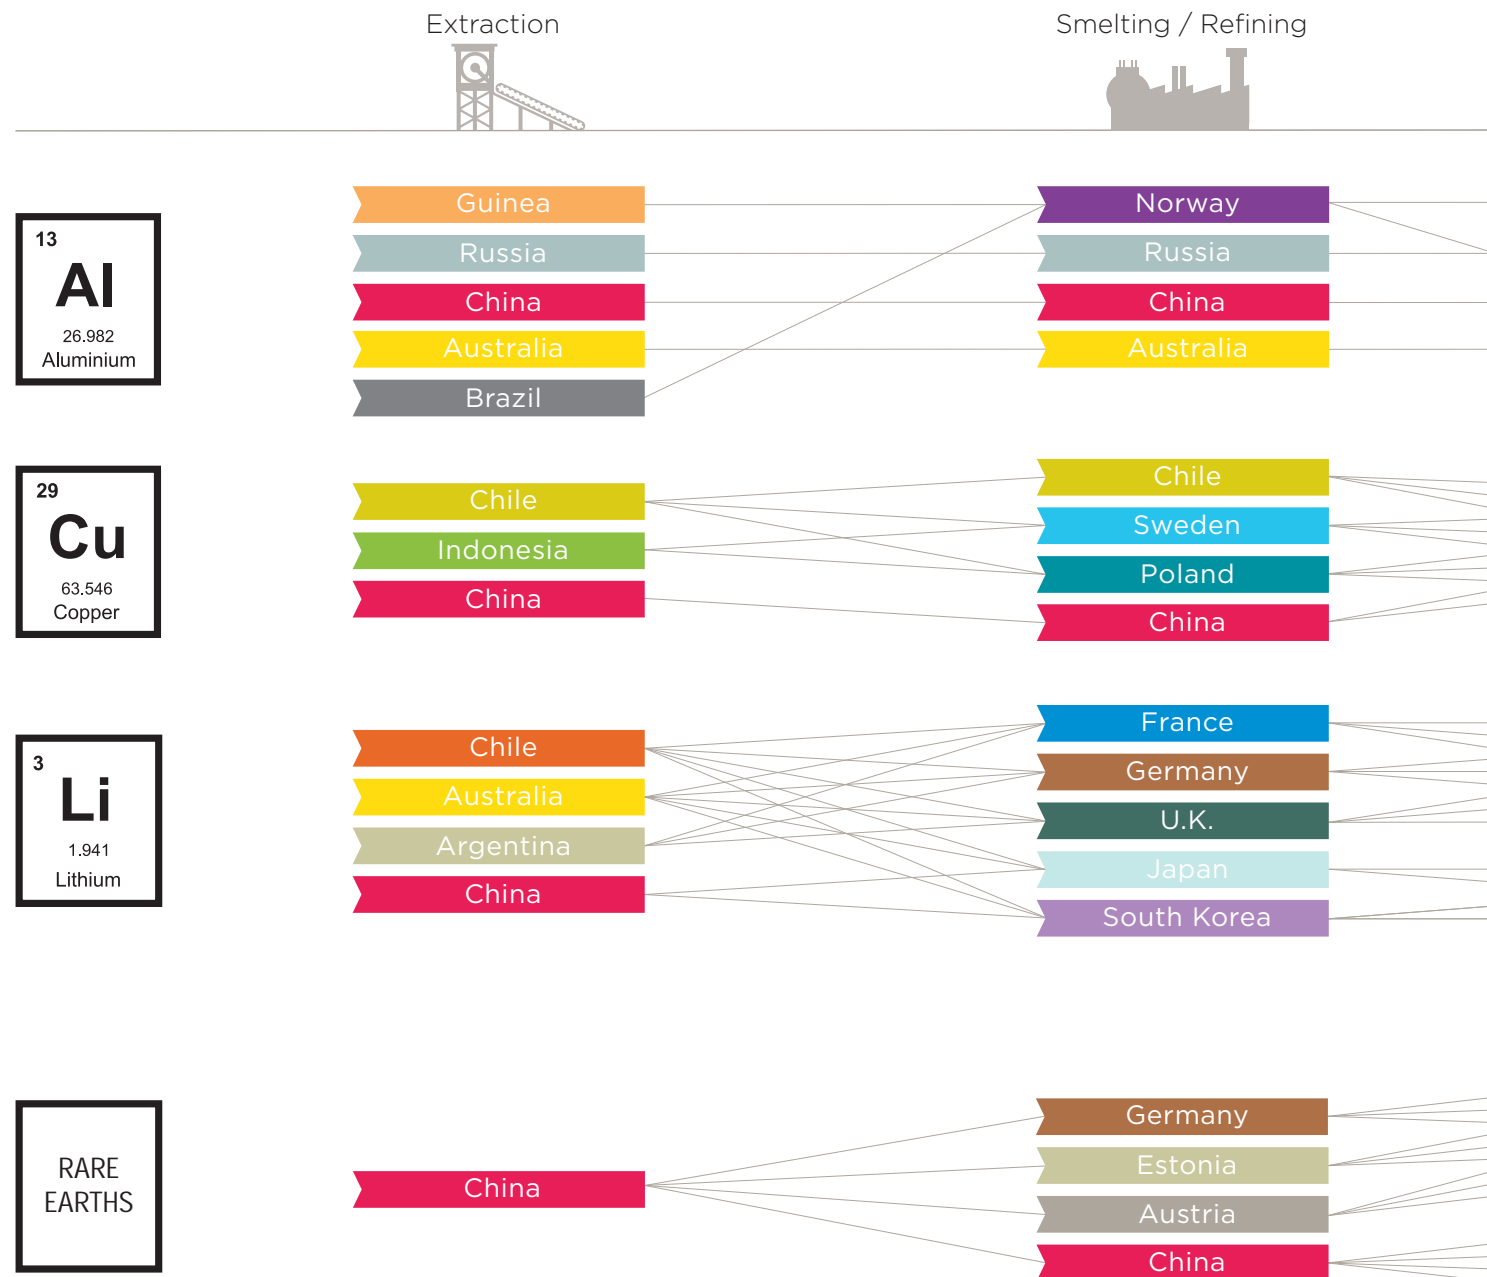 Extraction
Smelting / Refining
13
Al
26.982
Aluminium
Guinea
Russia
China
Australia
Brazil
Norway
Russia
China
Australia
29
Cu
63.546
Copper
Chile
Indonesia
China
Chile
Sweden
Poland
China
3
Li
1.941
Lithium
Chile
Australia
Argentina
China
France
Germany
U.K.
Japan
South Korea
RARE
EARTHS
China
Germany
Estonia
Austria
China